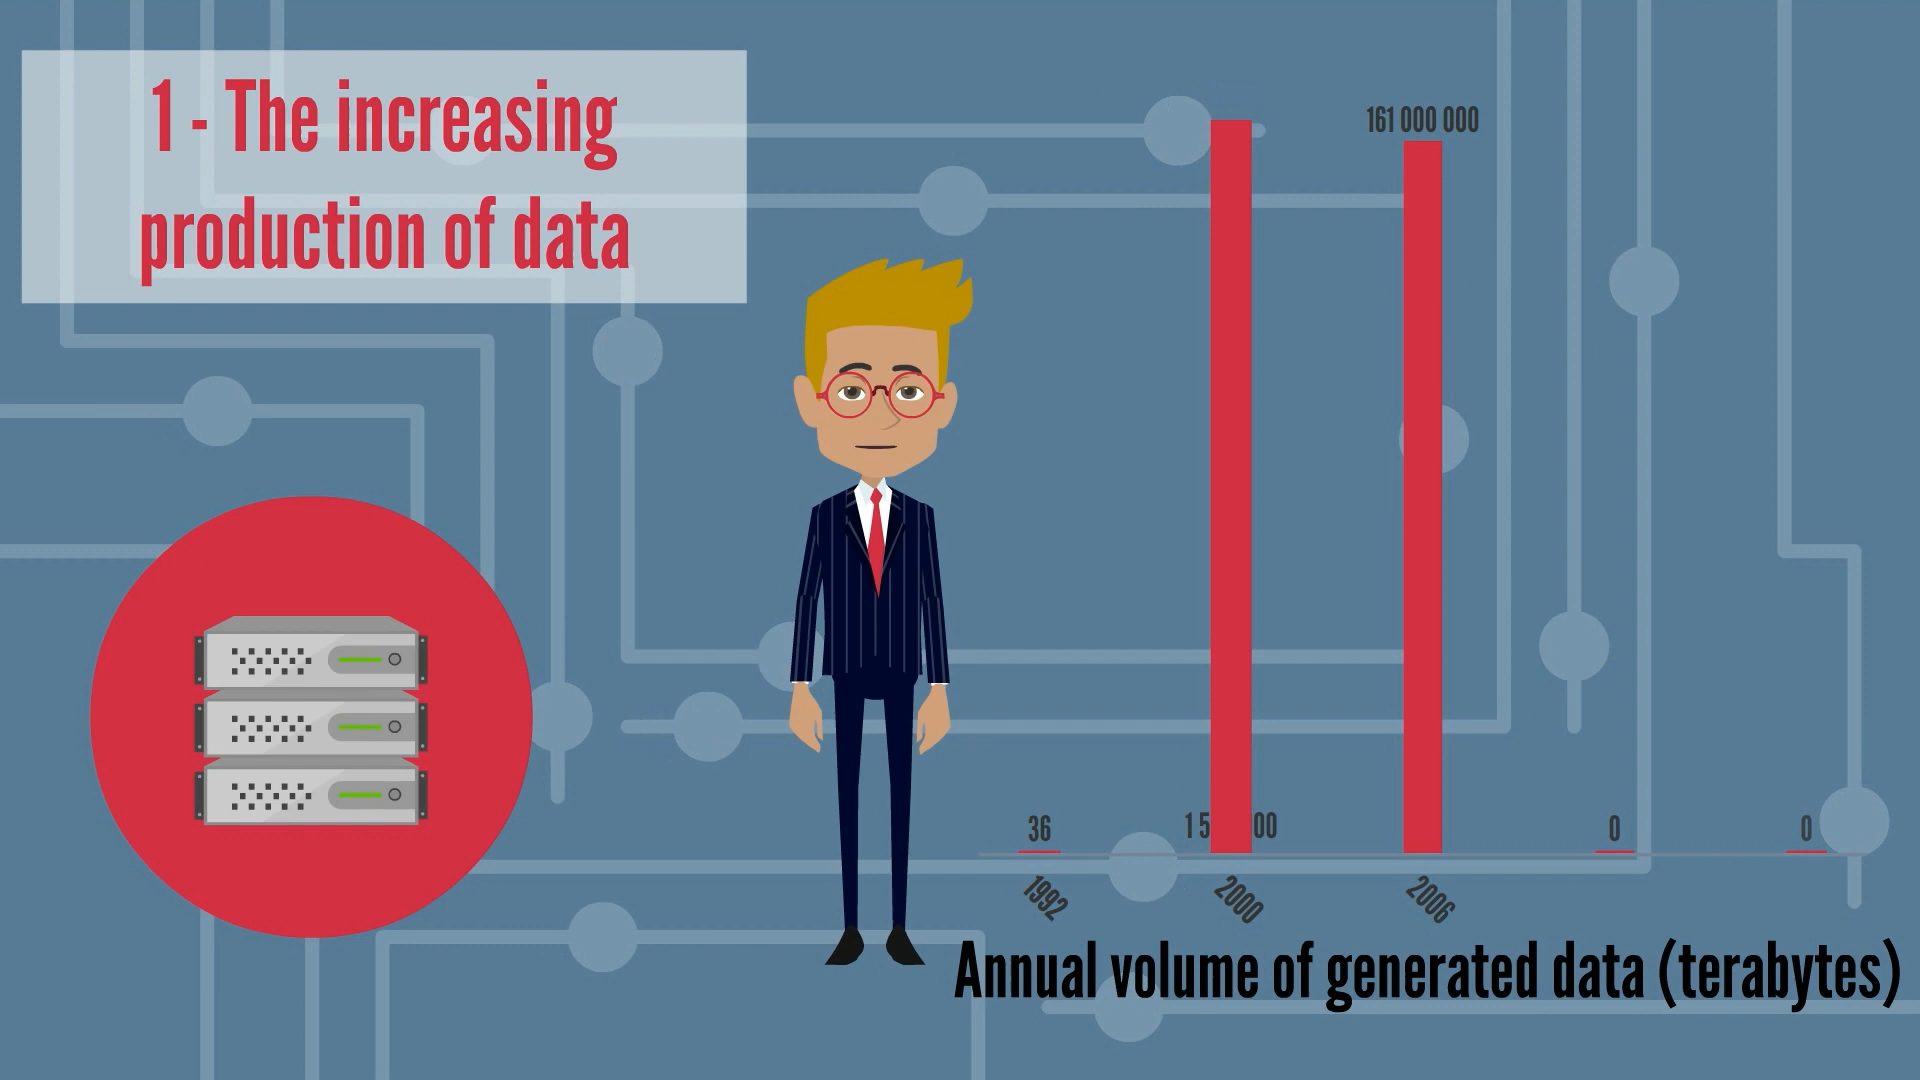 1 - The increasing
production of data
161 000 000
36
0
0
1992
2000
2006
Annual volume of generated data (terabytes)